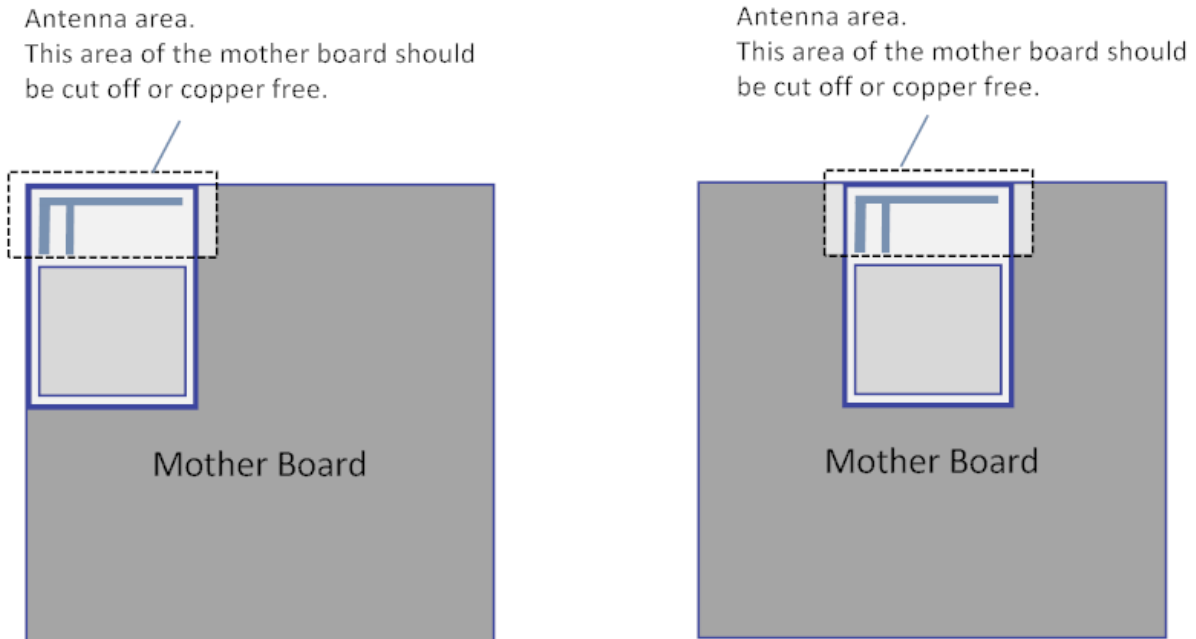 Antenna area.
This area of the mother board should
be cut off or copper free.
Antenna area.
This area of the mother board should
be cut off or copper free.
Mother Board
Mother Board